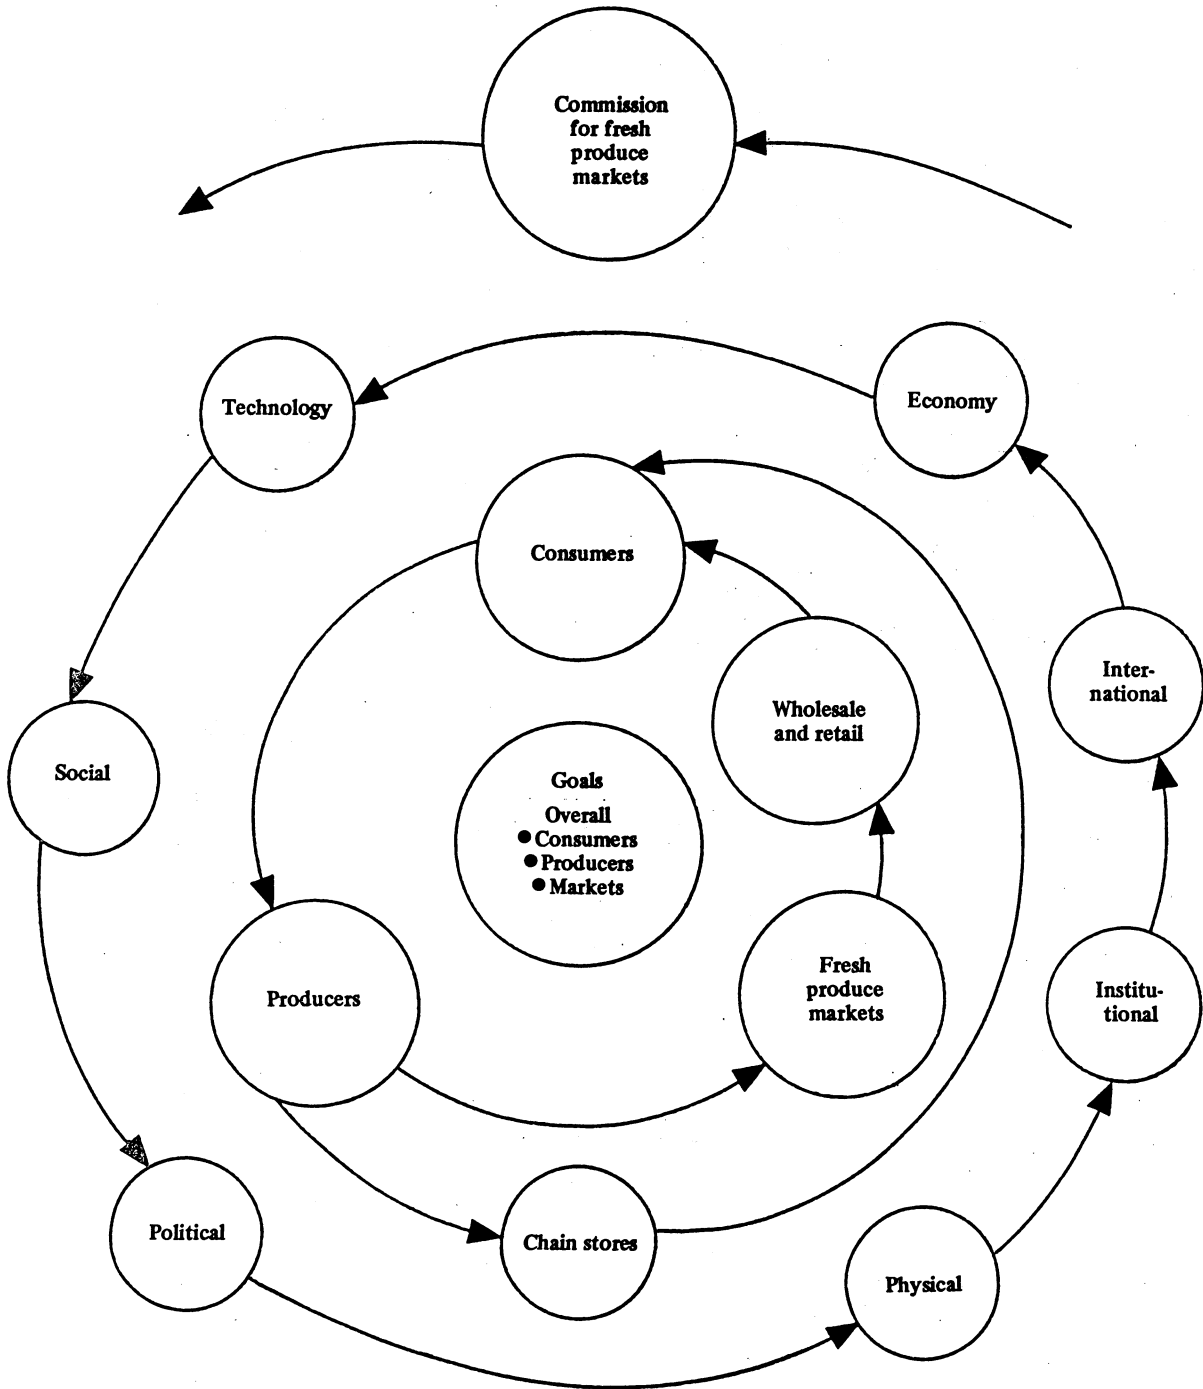 Commission
for fresh
produce
markets
Technology
Economy
Consumers
Inter-
national
Wholesale
and retail
Social
Goals
Overall
● Consumers
● Producers
● Markets
Producers
Fresh
produce
markets
Institu-
tional
Political
Chain stores
Physical